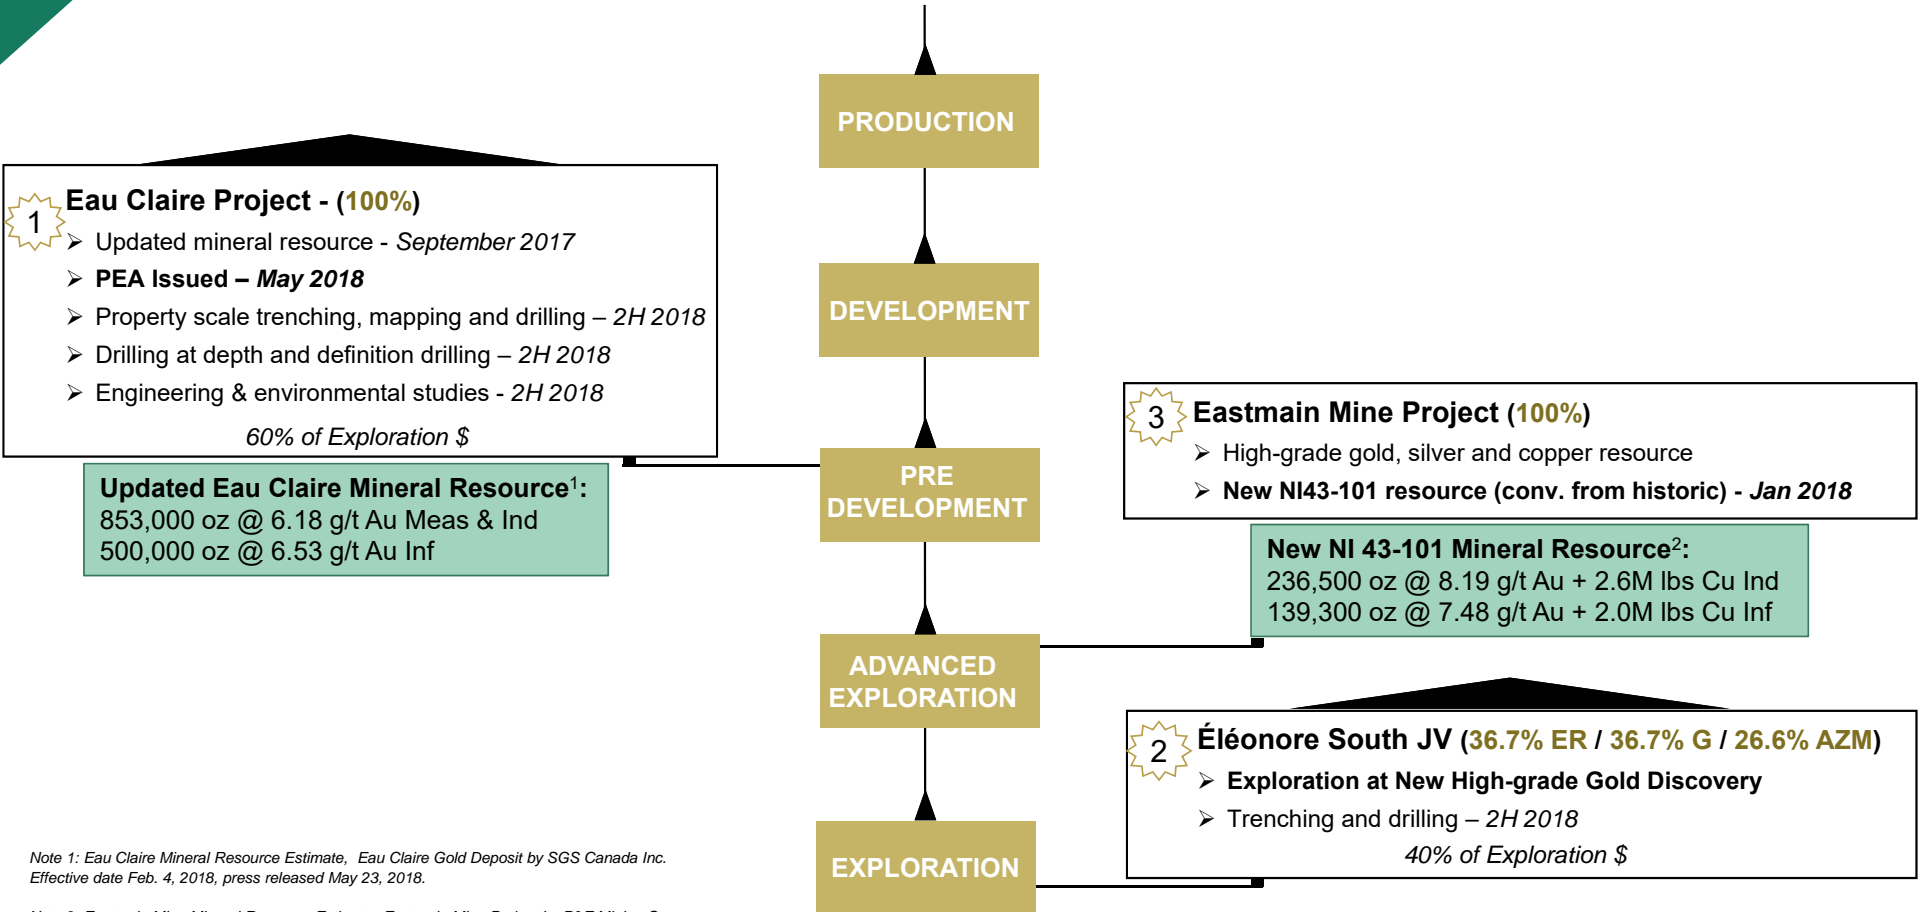 PRODUCTION
1
Eau Claire Project - (100%)
➢ Updated mineral resource - September 2017
➢ PEA Issued – May 2018
➢ Property scale trenching, mapping and drilling – 2H 2018
➢ Drilling at depth and definition drilling – 2H 2018
➢ Engineering & environmental studies - 2H 2018
60% of Exploration $
Updated Eau Claire Mineral Resource¹:
853,000 oz @ 6.18 g/t Au Meas & Ind
500,000 oz @ 6.53 g/t Au Inf
DEVELOPMENT
PRE
DEVELOPMENT
3
Eastmain Mine Project (100%)
➢ High-grade gold, silver and copper resource
➢ New NI43-101 resource (conv. from historic) - Jan 2018
New NI 43-101 Mineral Resource²:
236,500 oz @ 8.19 g/t Au + 2.6M lbs Cu Ind
139,300 oz @ 7.48 g/t Au + 2.0M lbs Cu Inf
ADVANCED
EXPLORATION
2
Éléonore South JV (36.7% ER / 36.7% G / 26.6% AZM)
➢ Exploration at New High-grade Gold Discovery
➢ Trenching and drilling – 2H 2018
40% of Exploration $
EXPLORATION
Note 1: Eau Claire Mineral Resource Estimate, Eau Claire Gold Deposit by SGS Canada Inc.
Effective date Feb. 4, 2018, press released May 23, 2018.